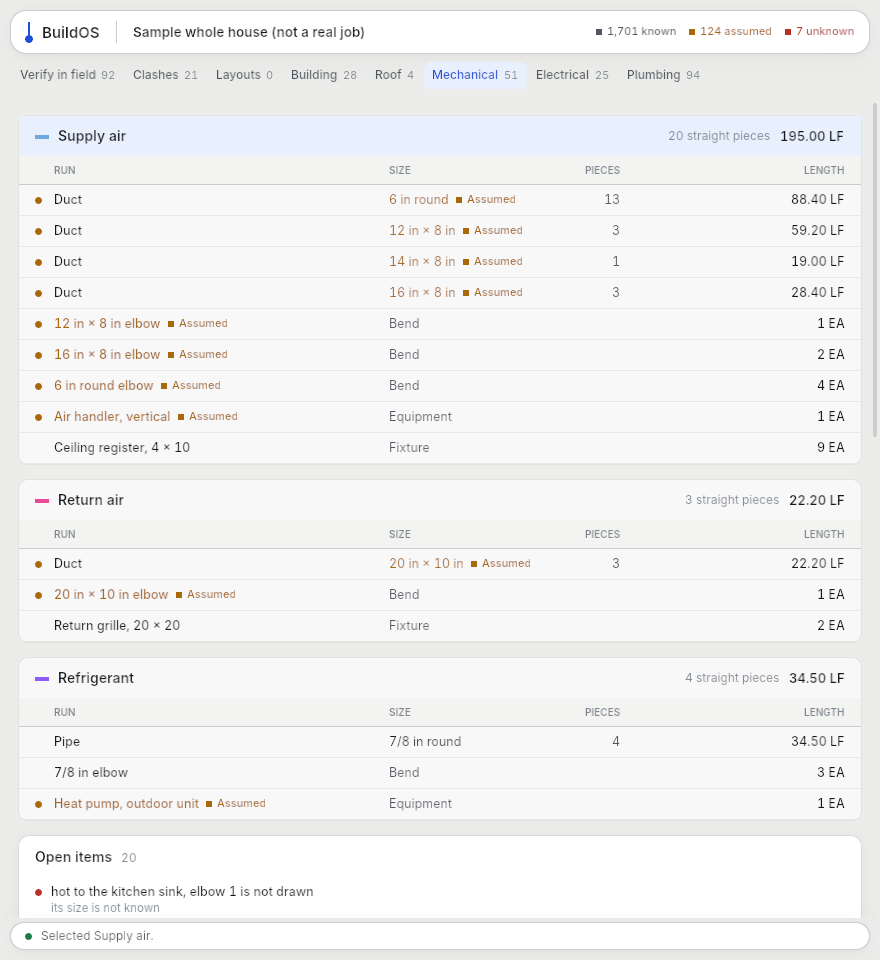 BuildOS Sample whole house (not a real job) 1,701 known 124 assumed 7 unknown
Verify in field 92 Clashes 21 Layouts 0 Building 28 Roof 4 Mechanical 51 Electrical 25 Plumbing 94
Supply air 20 straight pieces 195.00 LF
RUN SIZE PIECES LENGTH
Duct 6 in round Assumed 13 88.40 LF
Duct 12 in × 8 in Assumed 3 59.20 LF
Duct 14 in × 8 in Assumed 1 19.00 LF
Duct 16 in × 8 in Assumed 3 28.40 LF
12 in × 8 in elbow Assumed Bend 1 EA
16 in × 8 in elbow Assumed Bend 2 EA
6 in round elbow Assumed Bend 4 EA
Air handler, vertical Assumed Equipment 1 EA
Ceiling register, 4 × 10 Fixture 9 EA
Return air 3 straight pieces 22.20 LF
RUN SIZE PIECES LENGTH
Duct 20 in × 10 in Assumed 3 22.20 LF
20 in × 10 in elbow Assumed Bend 1 EA
Return grille, 20 × 20 Fixture 2 EA
Refrigerant 4 straight pieces 34.50 LF
RUN SIZE PIECES LENGTH
Pipe 7/8 in round 4 34.50 LF
7/8 in elbow Bend 3 EA
Heat pump, outdoor unit Assumed Equipment 1 EA
Open items 20
hot to the kitchen sink, elbow 1 is not drawn
its size is not known
Selected Supply air.